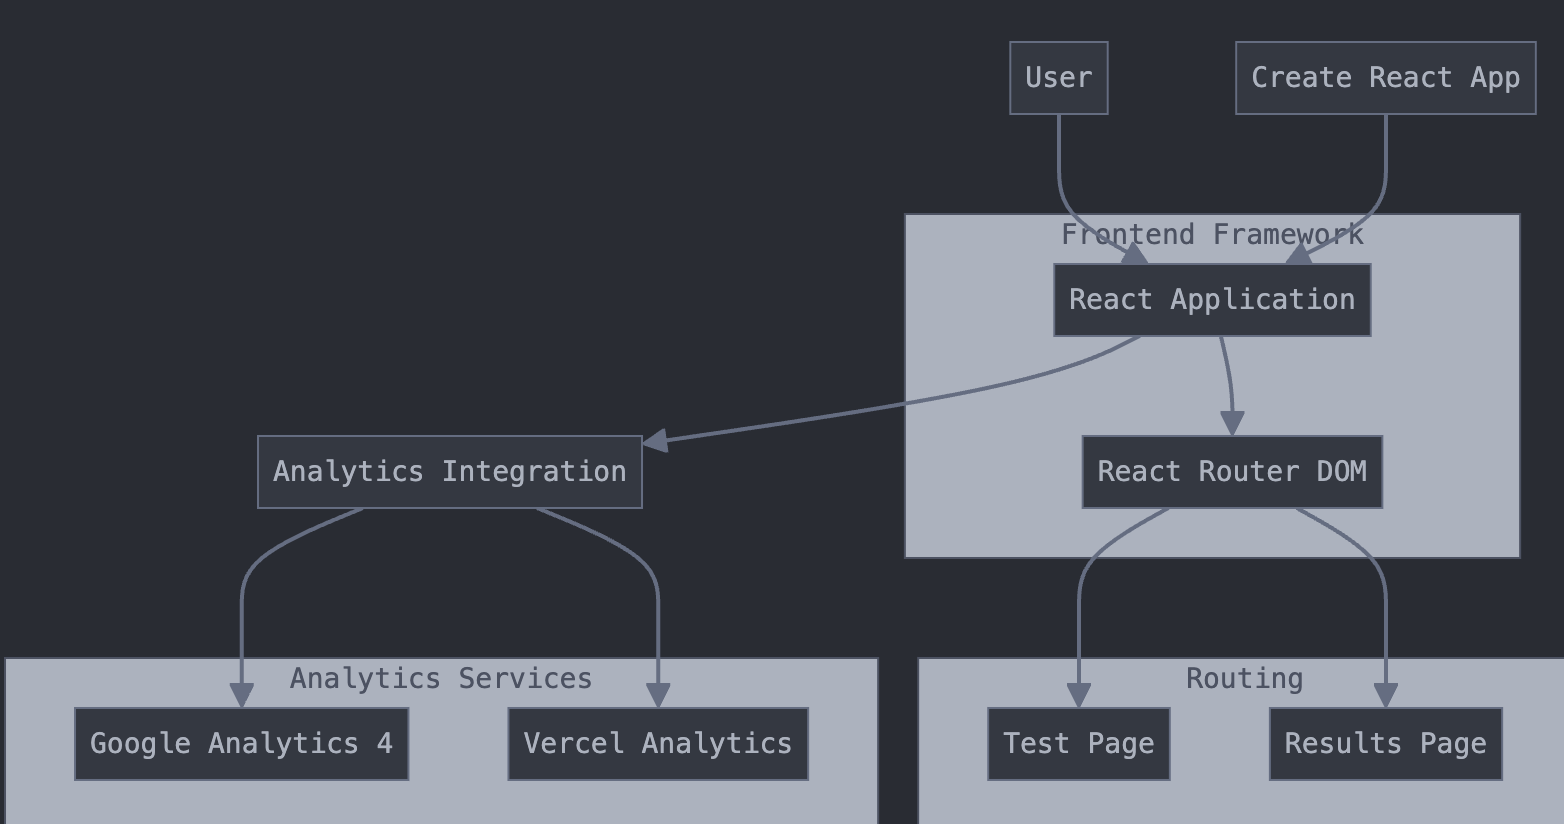 User
Create React App
Frontend Framework
React Application
Analytics Integration
React Router DOM
Analytics Services
Routing
Google Analytics 4
Vercel Analytics
Test Page
Results Page